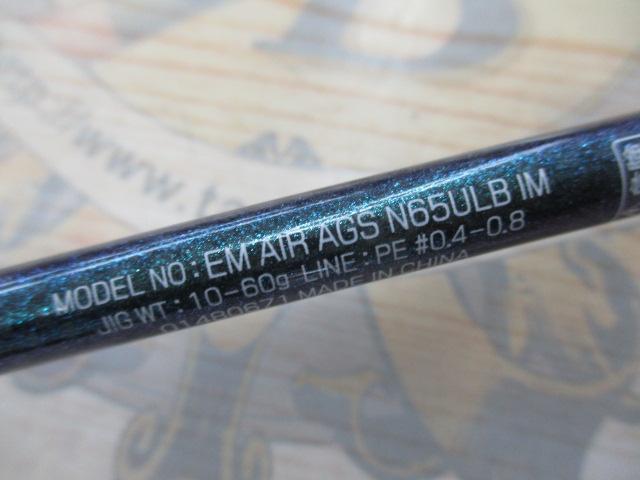 MODEL NO : EM AIR AGS N65ULB IM
JIG WT : 10-60g LINE : PE #0.4-0.8
01480671 MADE IN CHINA